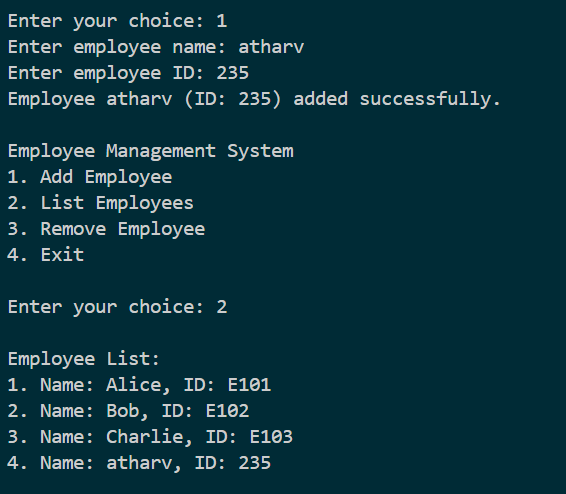 Enter your choice: 1
Enter employee name: atharv
Enter employee ID: 235
Employee atharv (ID: 235) added successfully.
Employee Management System
1. Add Employee
2. List Employees
3. Remove Employee
4. Exit
Enter your choice: 2
Employee List:
1. Name: Alice, ID: E101
2. Name: Bob, ID: E102
3. Name: Charlie, ID: E103
4. Name: atharv, ID: 235